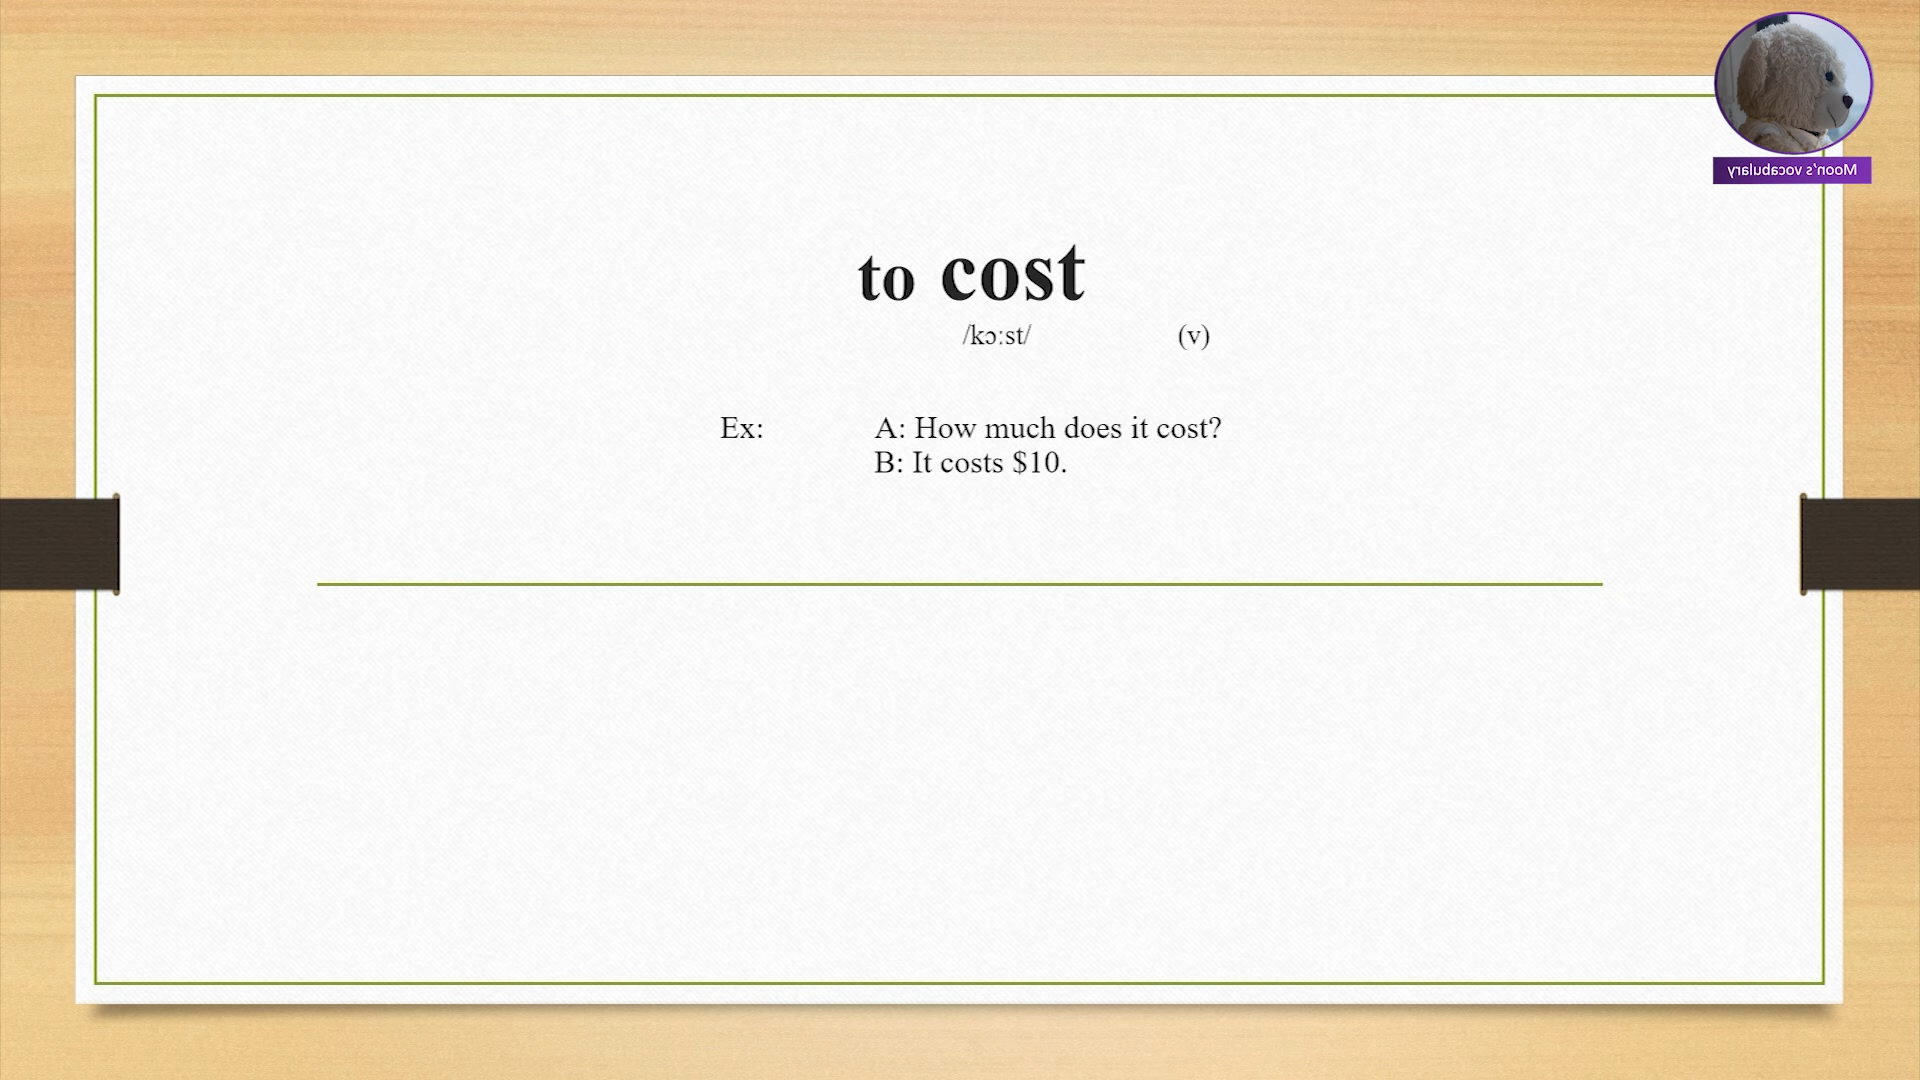 Moon's vocabulary
to cost
/kɔːst/ (v)
Ex: A: How much does it cost?
B: It costs $10.